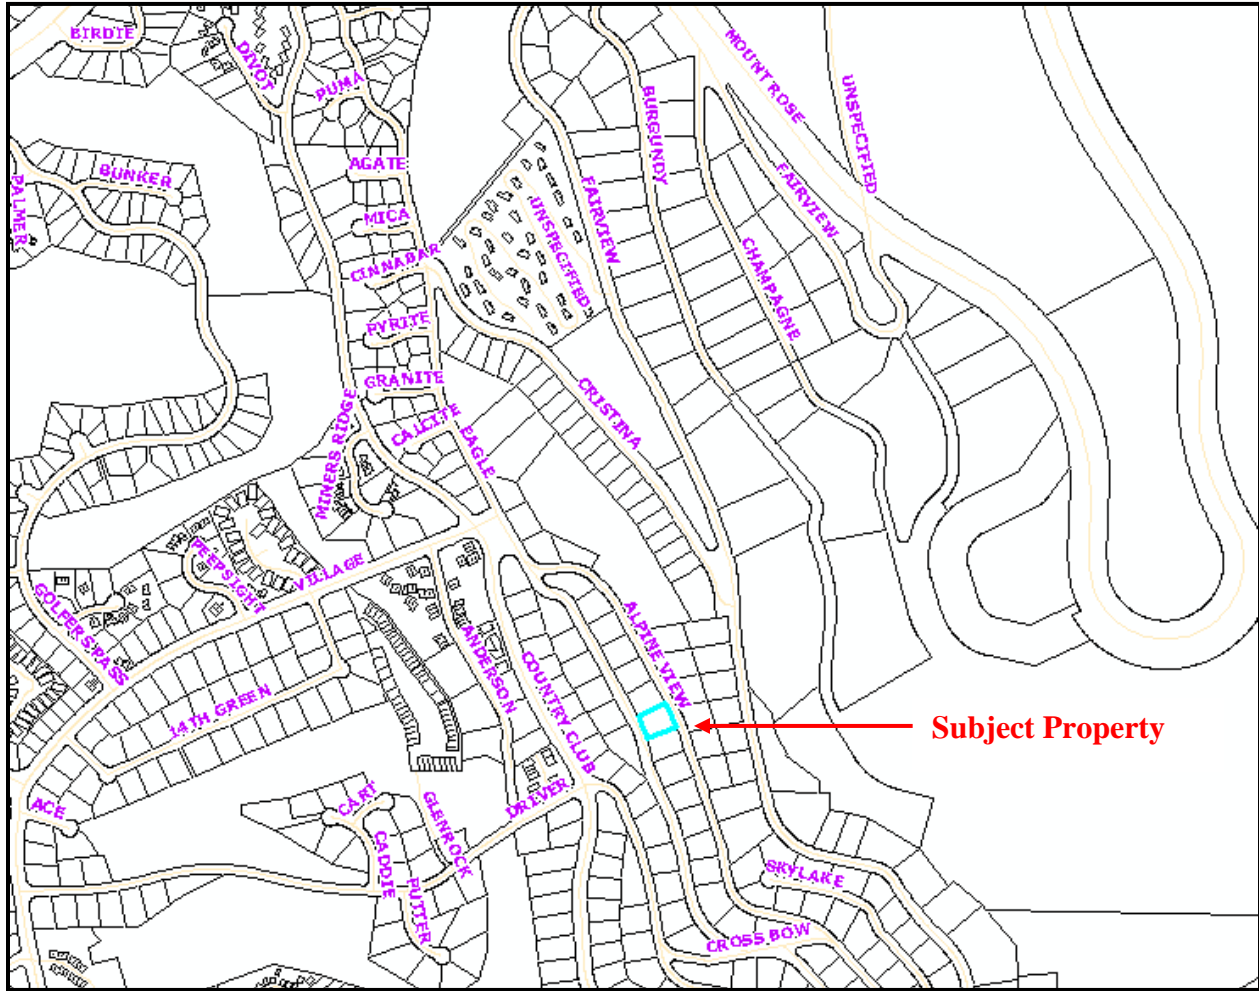 BIRDIE
DIVOT
PUMA
MOUNT ROSE
UNSPECIFIED
BURGUNDY
AGATE
BUNKER
PALMER
MICA
FAIRVIEW
FAIRVIEW
UNSPECIFIED
CINNABAR
CHAMPAGNE
PYRITE
GRANITE
CRISTINA
MINERS RIDGE
CALCITE
EAGLE
PEEPSIGHT
VILLAGE
GOLFERS PASS
ALPINE VIEW
ANDERSON
COUNTRY CLUB
14TH GREEN
Subject Property
ACE
CART
GLENROCK
DRIVER
CADDIE
PUTTER
SKYLAKE
CROSS BOW